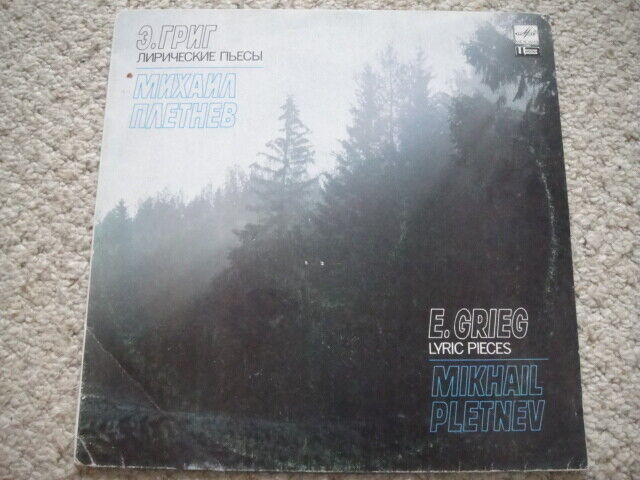 Э.ГРИГ
ЛИРИЧЕСКИЕ ПЬЕСЫ
МИХАИЛ
ПЛЕТНЕВ
E. GRIEG
LYRIC PIECES
MIKHAIL
PLETNEV